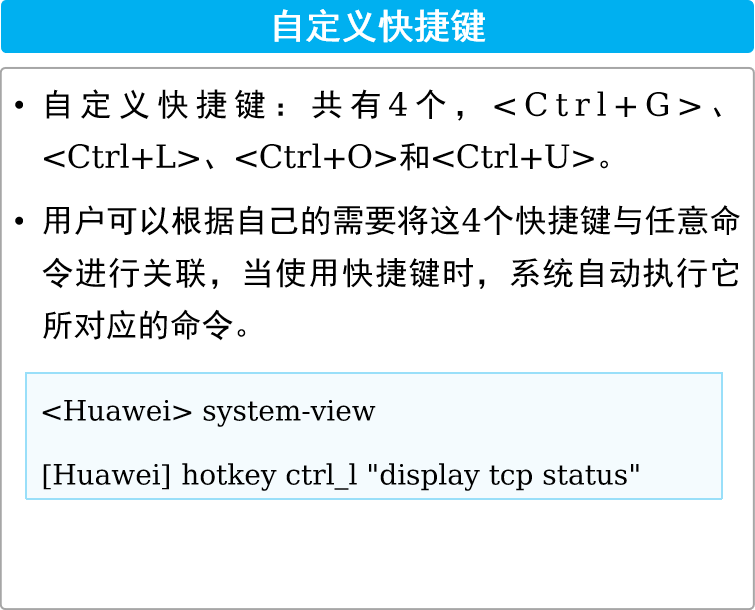 自定义快捷键
• 自定义快捷键：共有4个，<Ctrl+G>、
<Ctrl+L>、<Ctrl+O>和<Ctrl+U>。
• 用户可以根据自己的需要将这4个快捷键与任意命
令进行关联，当使用快捷键时，系统自动执行它
所对应的命令。
<Huawei> system-view
[Huawei] hotkey ctrl_l "display tcp status"